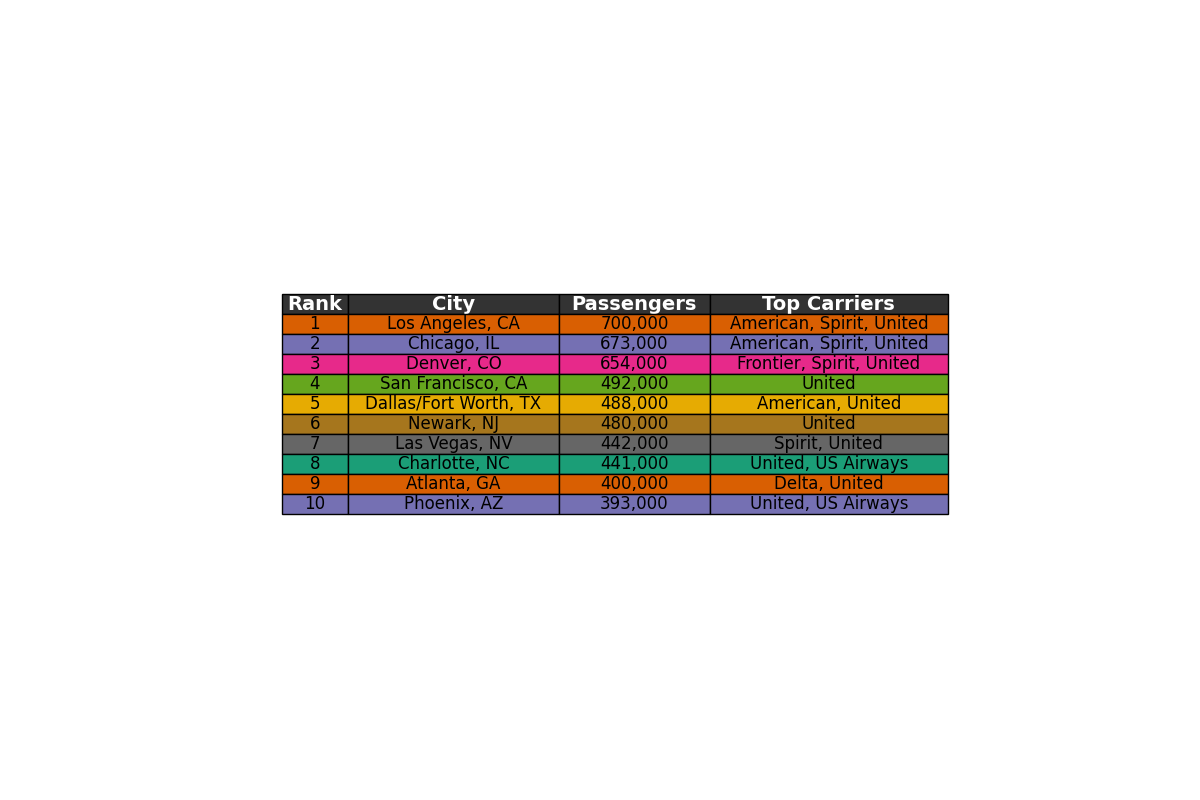 Rank City Passengers Top Carriers
1 Los Angeles, CA 700,000 American, Spirit, United
2 Chicago, IL 673,000 American, Spirit, United
3 Denver, CO 654,000 Frontier, Spirit, United
4 San Francisco, CA 492,000 United
5 Dallas/Fort Worth, TX 488,000 American, United
6 Newark, NJ 480,000 United
7 Las Vegas, NV 442,000 Spirit, United
8 Charlotte, NC 441,000 United, US Airways
9 Atlanta, GA 400,000 Delta, United
10 Phoenix, AZ 393,000 United, US Airways